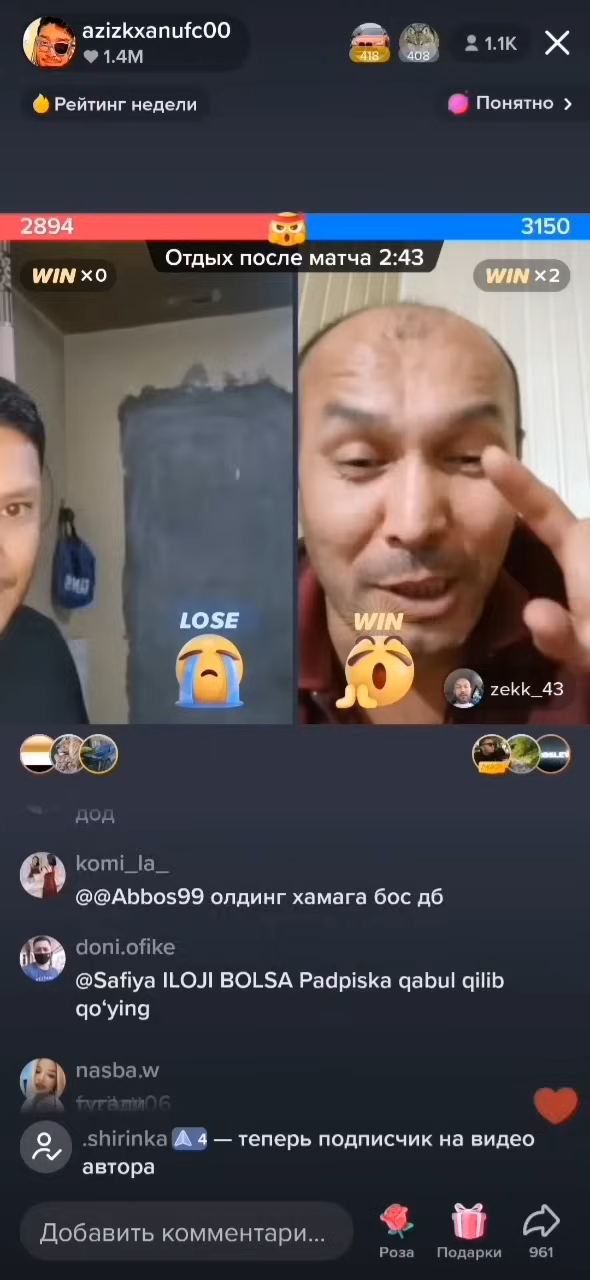 azizkxanufc00
1.4M
418
408
1.1K
Рейтинг недели
Понятно
2894
3150
Отдых после матча 2:43
WIN ×0
WIN ×2
LOSE
WIN
zekk_43
дод
komi_la_
@@Abbos99 олдинг хамага бос дб
doni.ofike
@Safiya ILOJI BOLSA Padpiska qabul qilib
qo‘ying
nasba.w
.shirinka 4 — теперь подписчик на видео
автора
Добавить комментари...
Роза
Подарки
961